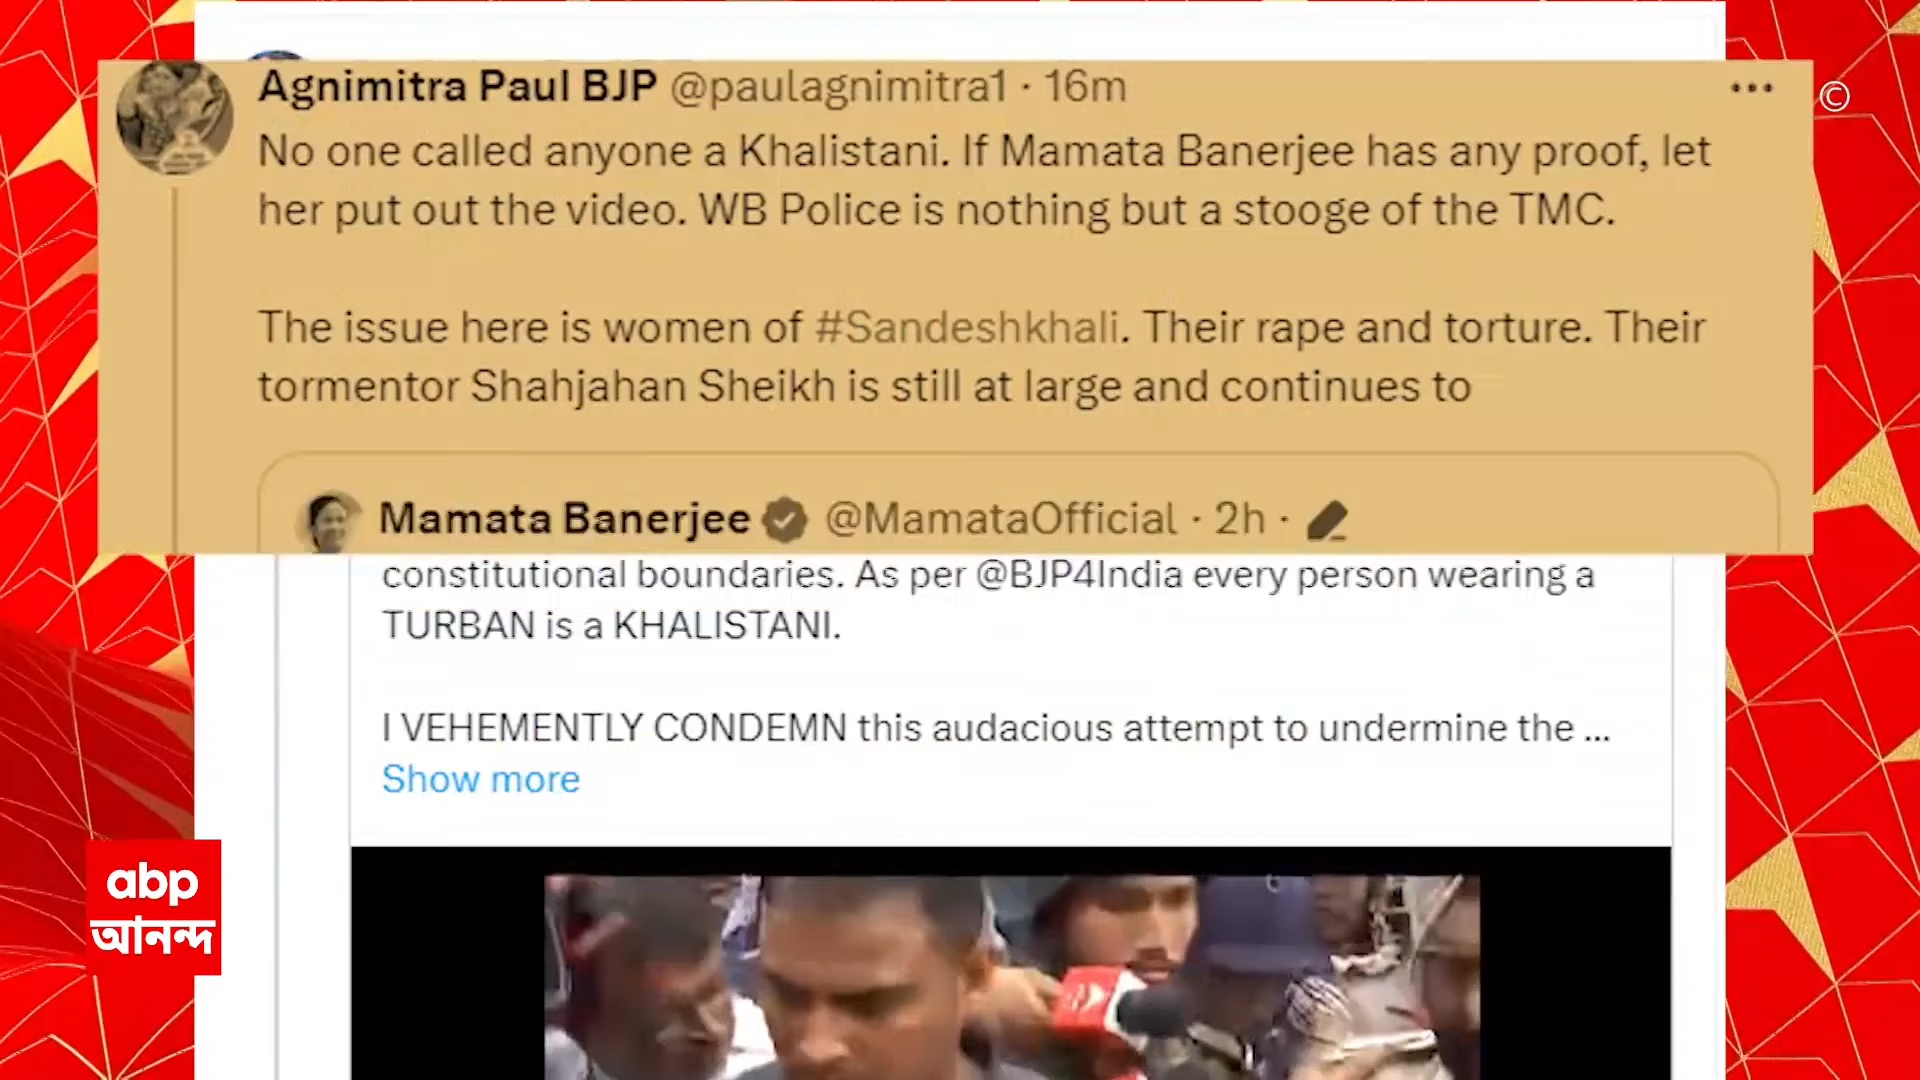 Agnimitra Paul BJP @paulagnimitra1 · 16m
©
No one called anyone a Khalistani. If Mamata Banerjee has any proof, let
her put out the video. WB Police is nothing but a stooge of the TMC.
The issue here is women of #Sandeshkhali. Their rape and torture. Their
tormentor Shahjahan Sheikh is still at large and continues to
Mamata Banerjee @MamataOfficial · 2h ·
constitutional boundaries. As per @BJP4India every person wearing a
TURBAN is a KHALISTANI.
I VEHEMENTLY CONDEMN this audacious attempt to undermine the ...
Show more
abp
আনন্দ